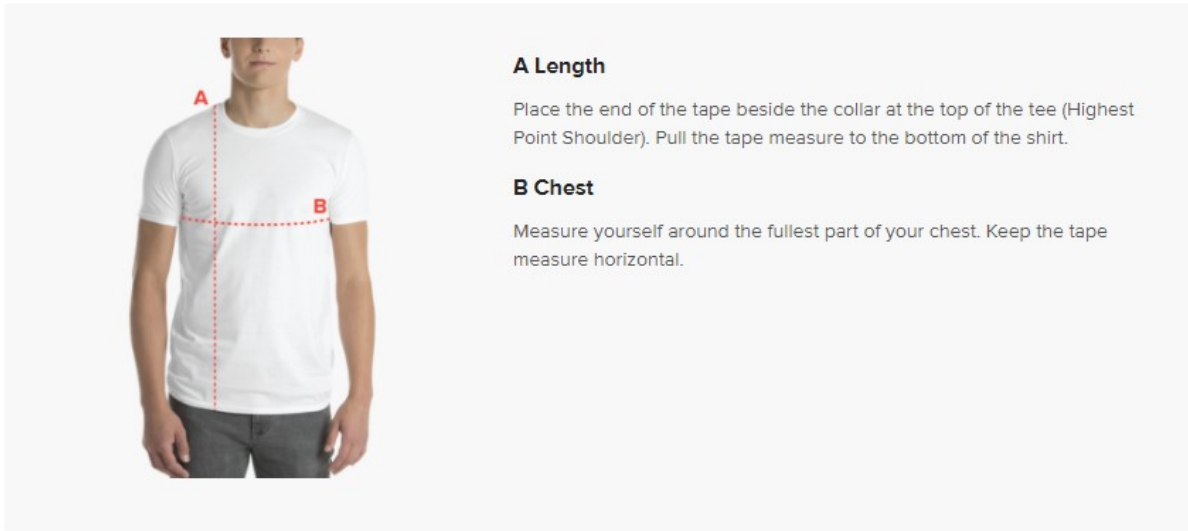 A
B
A Length
Place the end of the tape beside the collar at the top of the tee (Highest
Point Shoulder). Pull the tape measure to the bottom of the shirt.
B Chest
Measure yourself around the fullest part of your chest. Keep the tape
measure horizontal.